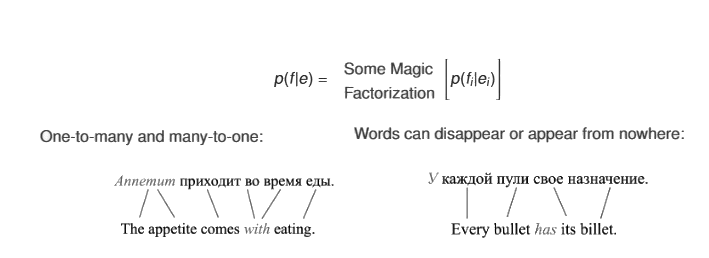 p(f|e) = Some Magic Factorization [p(fᵢ|eᵢ)]
One-to-many and many-to-one:
Аппетит приходит во время еды.
The appetite comes with eating.
Words can disappear or appear from nowhere:
У каждой пули свое назначение.
Every bullet has its billet.